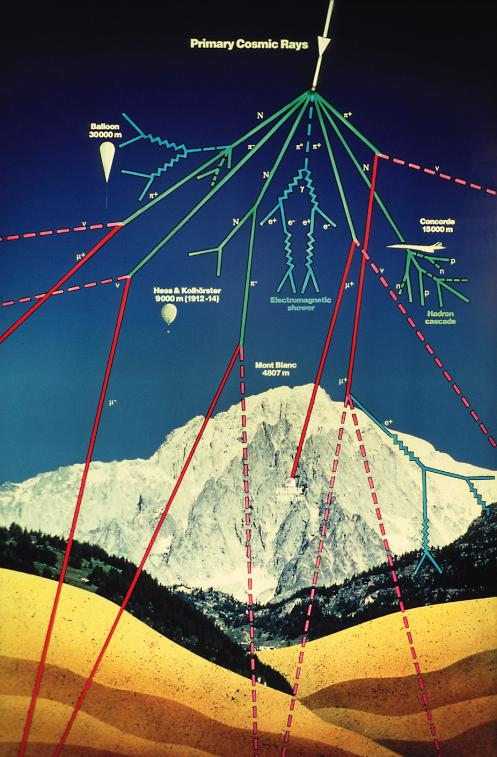 Primary Cosmic Rays
Balloon
30000 m
N
π+
π-
π°
π+
N
ν
γ
N
N
e+
e-
e+
e-
π+
Concorde
15000 m
ν
μ+
p
n
n
p
Hadron
cascade
ν
Hess & Kolhörster
9000 m (1912-14)
π-
μ+
ν
Electromagnetic
shower
Mont Blanc
4807 m
μ+
μ-
e+